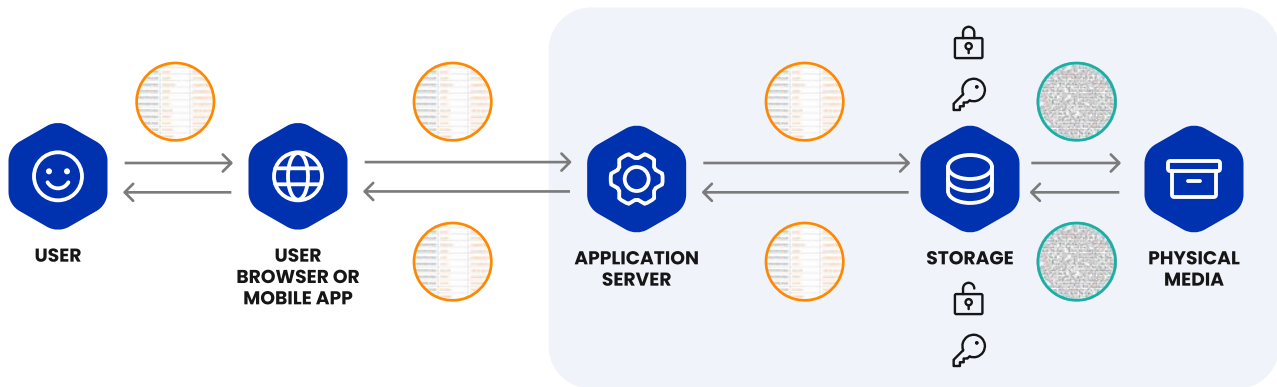 USER
USER
BROWSER OR
MOBILE APP
APPLICATION
SERVER
STORAGE
PHYSICAL
MEDIA